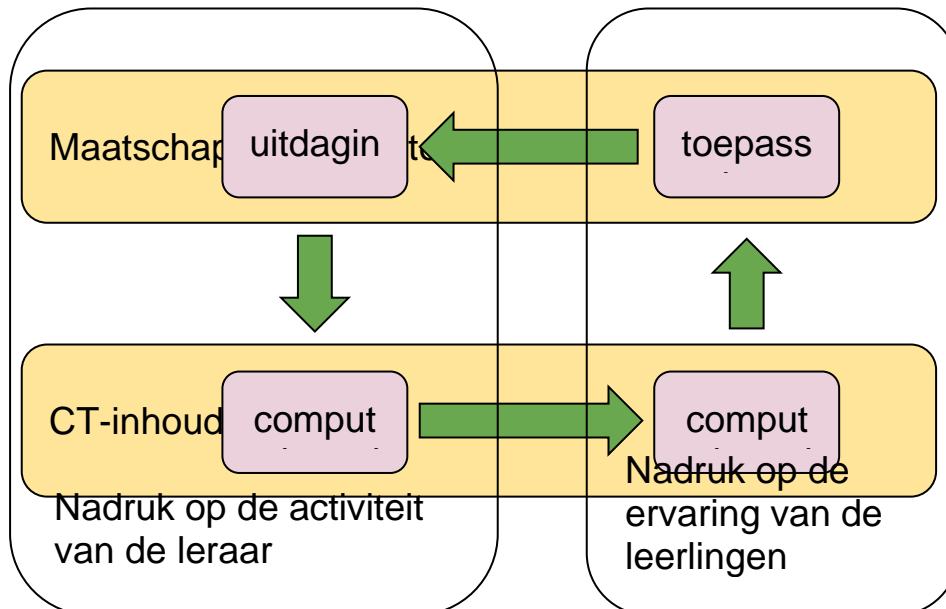 Maatschap
uitdagin
te
toepass
CT-inhoud
comput
comput
Nadruk op de activiteit
van de leraar
Nadruk op de
ervaring van de
leerlingen